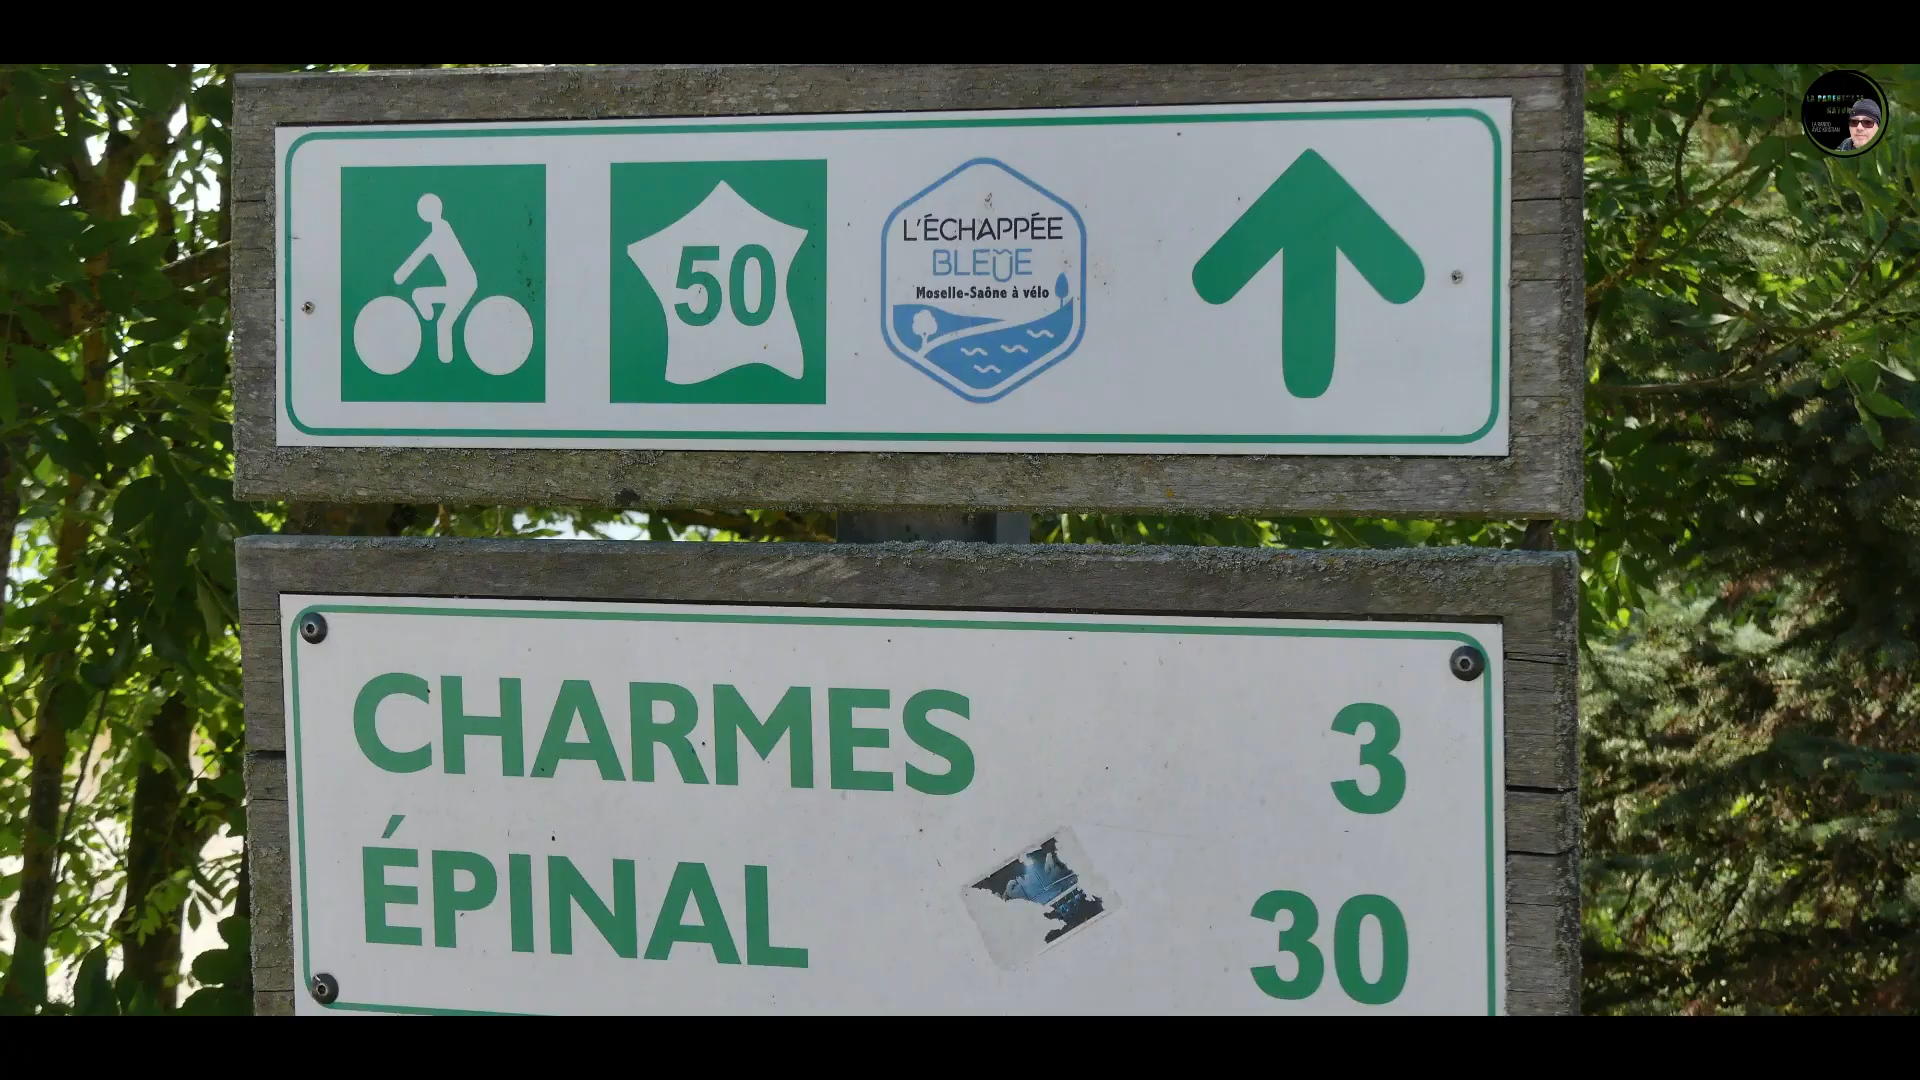 50
L'ÉCHAPPÉE
BLEUE
Moselle-Saône à vélo
CHARMES 3
ÉPINAL 30